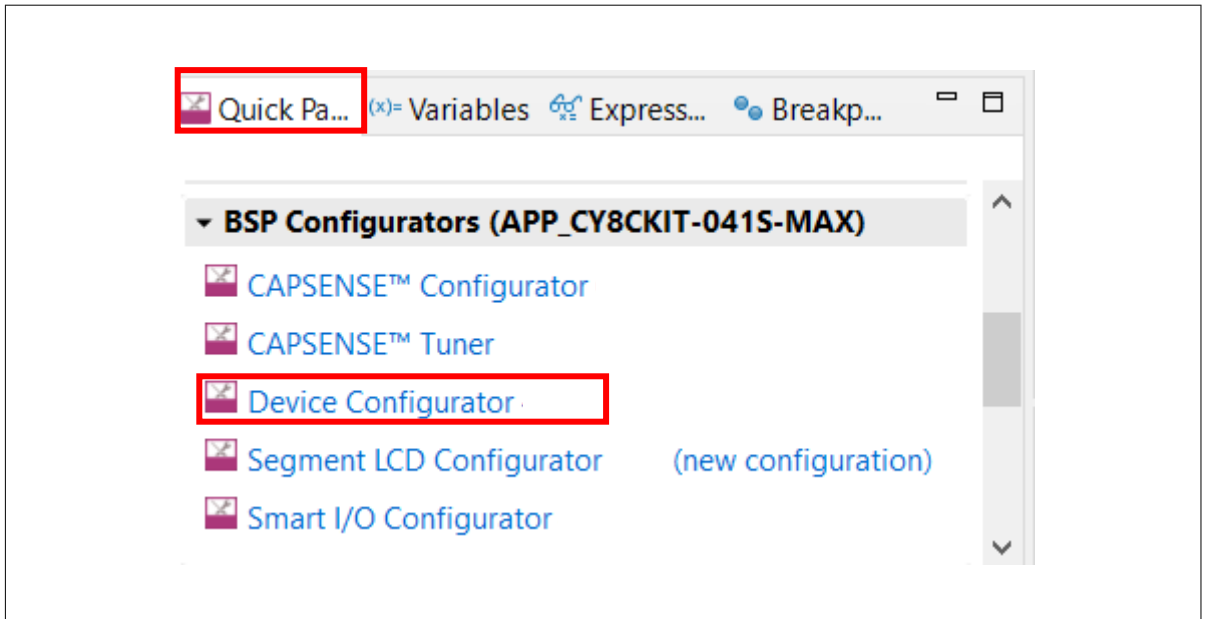 Quick Pa... (x)= Variables Express... Breakp...
BSP Configurators (APP_CY8CKIT-041S-MAX)
CAPSENSE™ Configurator
CAPSENSE™ Tuner
Device Configurator
Segment LCD Configurator (new configuration)
Smart I/O Configurator